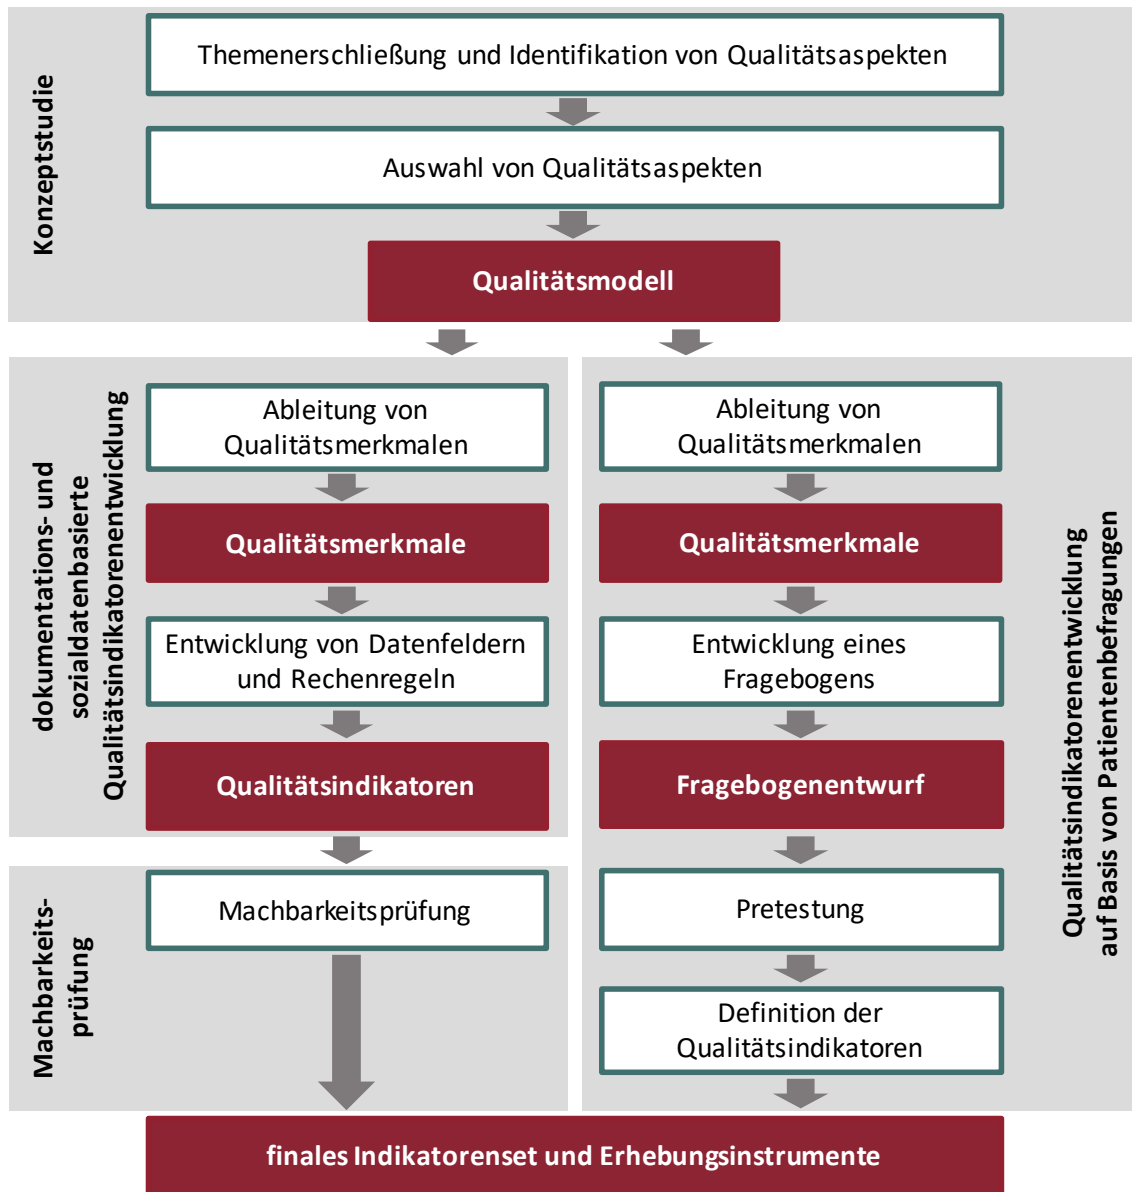 Konzeptstudie
Themenerschließung und Identifikation von Qualitätsaspekten
Auswahl von Qualitätsaspekten
Qualitätsmodell
dokumentations- und
sozialdatenbasierte
Qualitätsindikatorenentwicklung
Ableitung von
Qualitätsmerkmalen
Qualitätsmerkmale
Entwicklung von Datenfeldern
und Rechenregeln
Qualitätsindikatoren
Machbarkeits-
prüfung
Machbarkeitsprüfung
Ableitung von
Qualitätsmerkmalen
Qualitätsmerkmale
Entwicklung eines
Fragebogens
Fragebogenentwurf
Pretestung
Definition der
Qualitätsindikatoren
Qualitätsindikatorenentwicklung
auf Basis von Patientenbefragungen
finales Indikatorenset und Erhebungsinstrumente